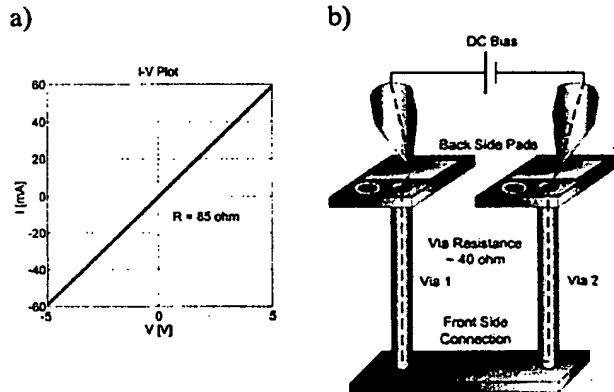 a)
I-V Plot
60
40
20
0
-20
-40
-60
I [mA]
R = 85 ohm
-5
0
5
V [V]
b)
DC Bias
Back Side Pads
Via Resistance
~ 40 ohm
Via 1
Via 2
Front Side
Connection